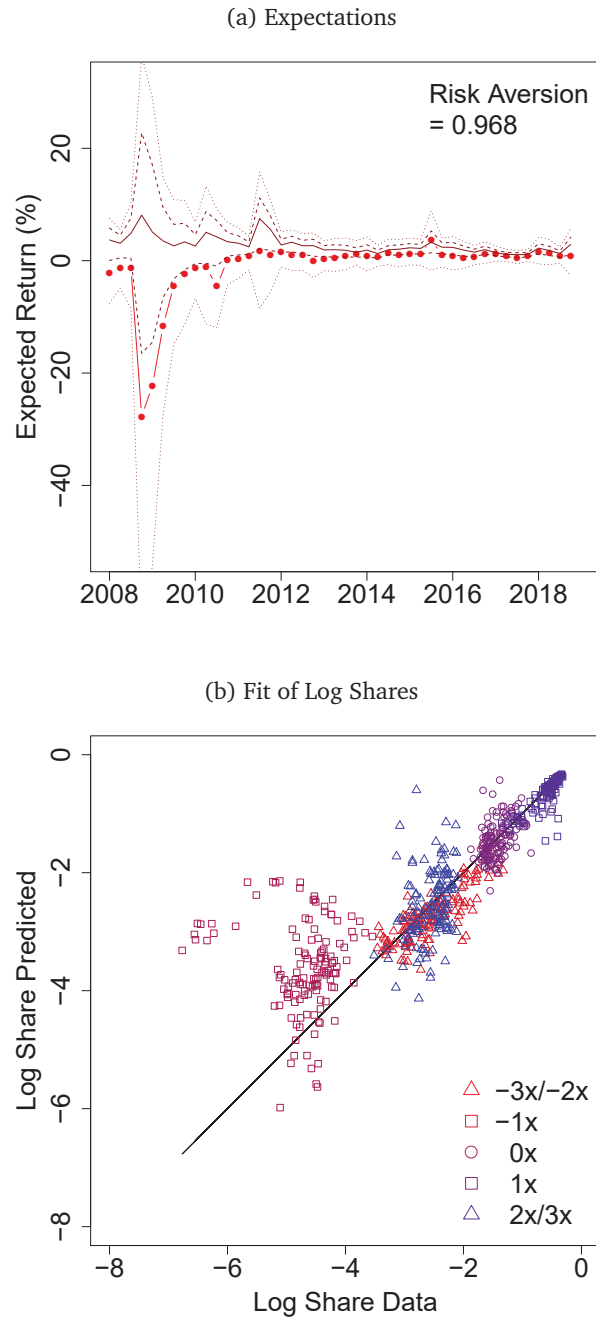 (a) Expectations
Risk Aversion
= 0.968
Expected Return (%)
20
0
−20
−40
2008 2010 2012 2014 2016 2018
(b) Fit of Log Shares
Log Share Predicted
0
−2
−4
−6
−8
−3x/−2x
−1x
0x
1x
2x/3x
−8 −6 −4 −2 0
Log Share Data